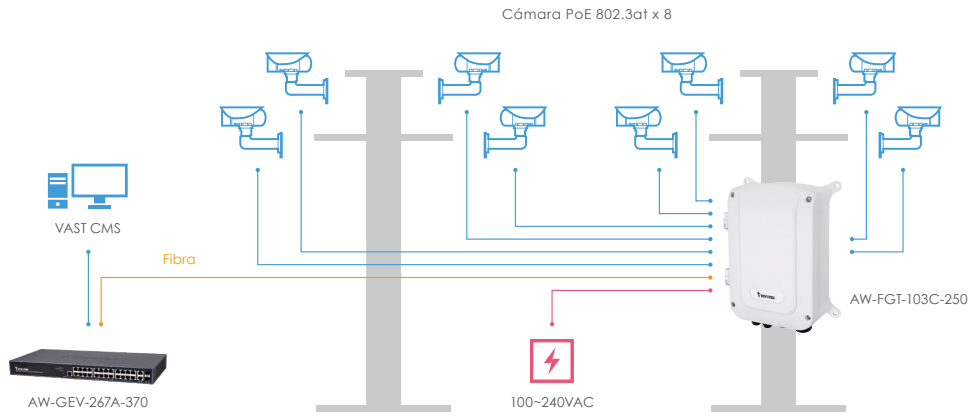 Cámara PoE 802.3at x 8
VAST CMS
Fibra
AW-FGT-103C-250
AW-GEV-267A-370
100~240VAC